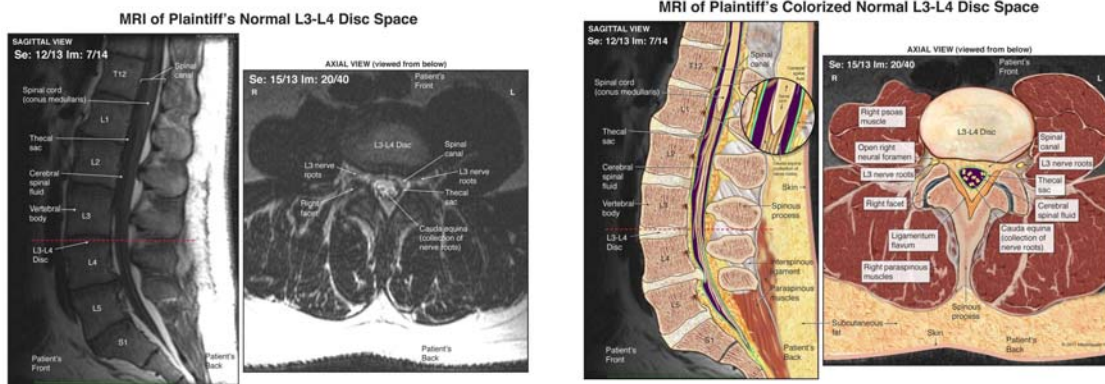 MRI of Plaintiff's Normal L3-L4 Disc Space
SAGITTAL VIEW
Se: 12/13 Im: 7/14
T12
Spinal
canal
Spinal cord
(conus medullaris)
L1
Thecal
sac
L2
Cerebral
spinal
fluid
Vertebral
body
L3
L3-L4
Disc
L4
L5
S1
Patient's
Front
Patient's
Back
AXIAL VIEW (viewed from below)
Se: 15/13 Im: 20/40
Patient's
Front
R
L
L3-L4 Disc
L3 nerve
roots
Spinal
canal
L3 nerve
roots
Thecal
sac
Right
facet
Cauda equina
(collection of
nerve roots)
Patient's
Back
MRI of Plaintiff's Colorized Normal L3-L4 Disc Space
SAGITTAL VIEW
Se: 12/13 Im: 7/14
T12
Spinal
canal
Spinal cord
(conus medullaris)
Cerebral
spinal
fluid
L1
Thecal
sac
L2
Cauda equina
(collection of
nerve roots)
Cerebral
spinal
fluid
Skin
Vertebral
body
L3
Spinous
process
L3-L4
Disc
L4
Interspinous
ligament
L5
Paraspinous
muscles
Subcutaneous
fat
S1
Patient's
Front
Patient's
Back
AXIAL VIEW (viewed from below)
Se: 15/13 Im: 20/40
Patient's
Front
R
L
Right psoas
muscle
L3-L4 Disc
Open right
neural foramen
Spinal
canal
L3 nerve roots
L3 nerve roots
Thecal
sac
Right facet
Cerebral
spinal fluid
Ligamentum
flavum
Cauda equina
(collection of
nerve roots)
Right paraspinous
muscles
Spinous
process
Skin
Patient's
Back